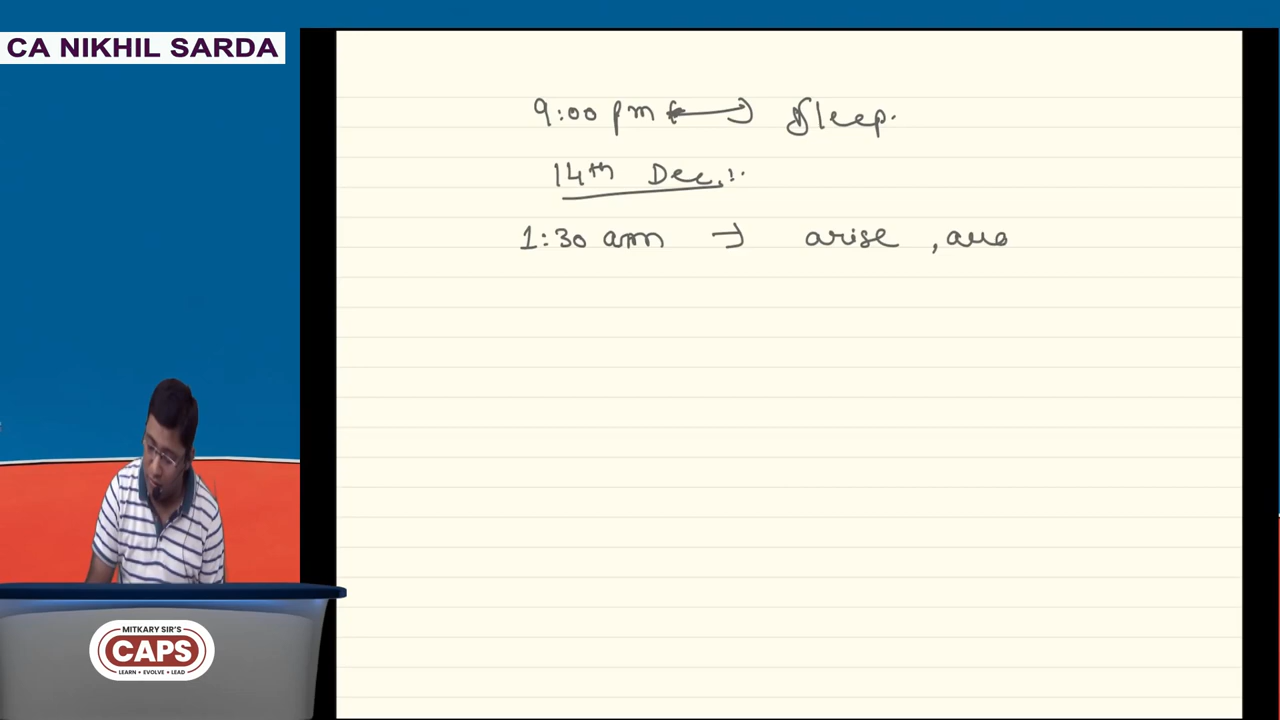 CA NIKHIL SARDA
9:00 pm ↔ Sleep.
14th Dec.!.
1:30 am → arise ,
MITKARY SIR'S
CAPS
LEARN • EVOLVE • LEAD